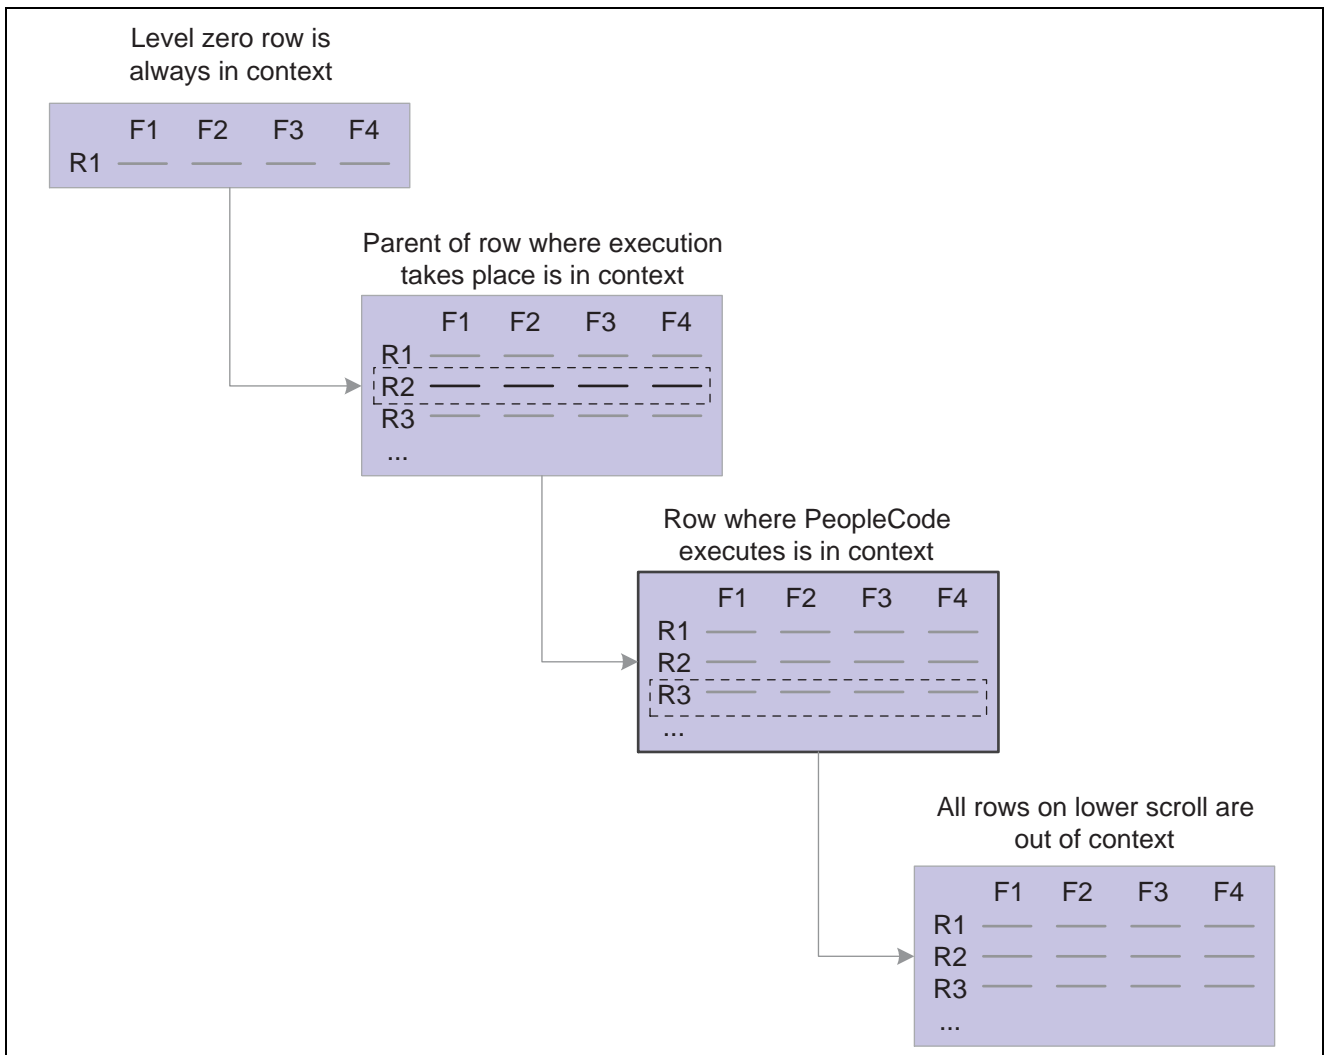 Level zero row is
always in context
F1 F2 F3 F4
R1
Parent of row where execution
takes place is in context
F1 F2 F3 F4
R1
R2
R3
...
Row where PeopleCode
executes is in context
F1 F2 F3 F4
R1
R2
R3
...
All rows on lower scroll are
out of context
F1 F2 F3 F4
R1
R2
R3
...